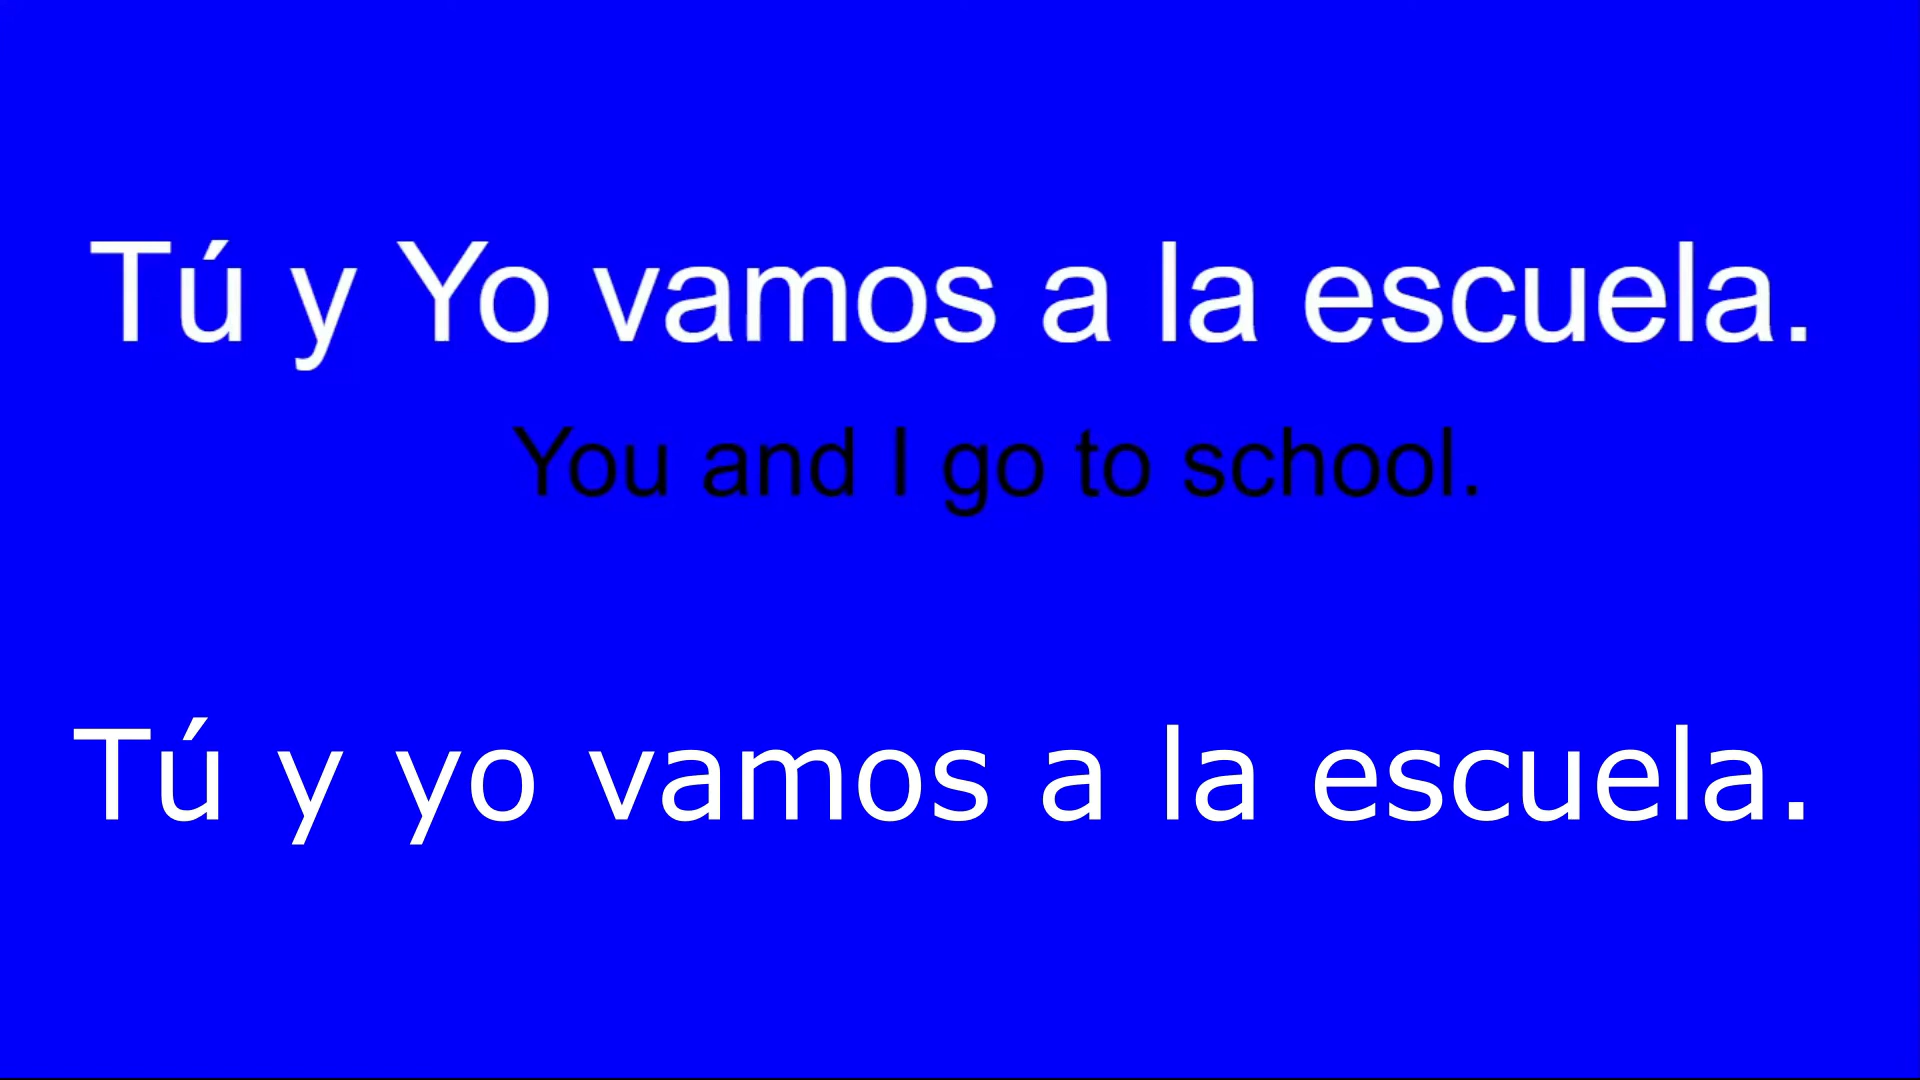 Tú y Yo vamos a la escuela.
You and I go to school.
Tú y yo vamos a la escuela.